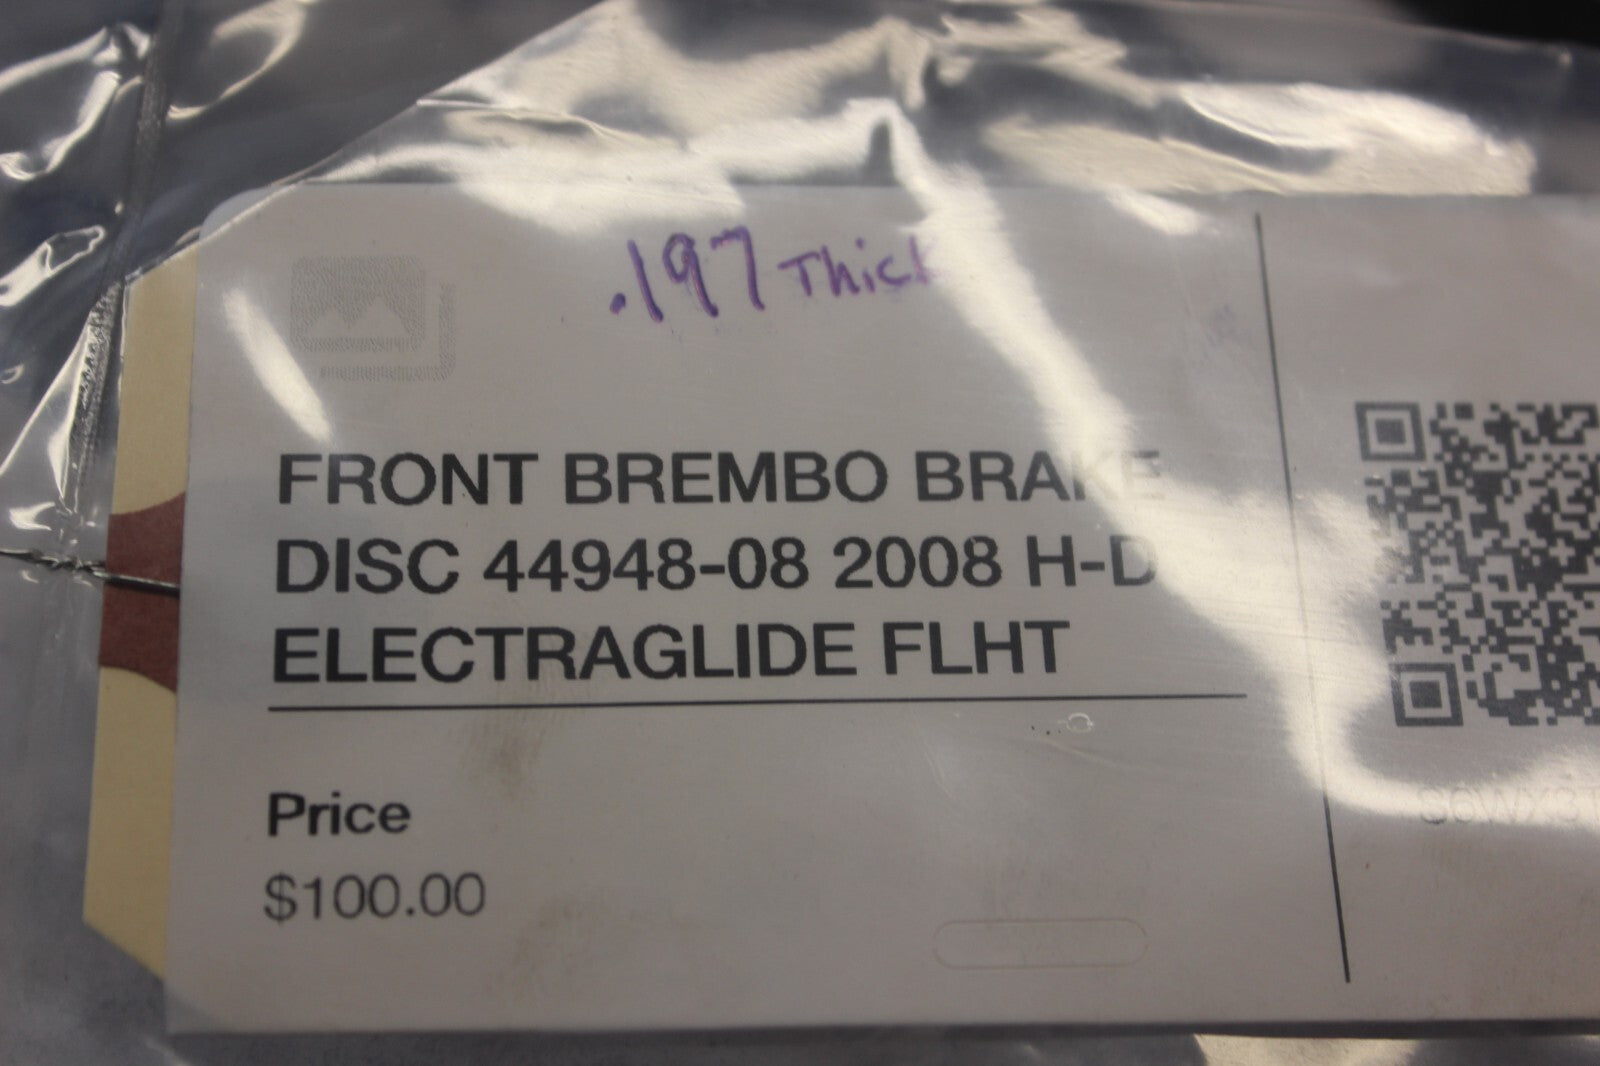 .197 Thick
FRONT BREMBO BRAKE
DISC 44948-08 2008 H-D
ELECTRAGLIDE FLHT
Price
$100.00